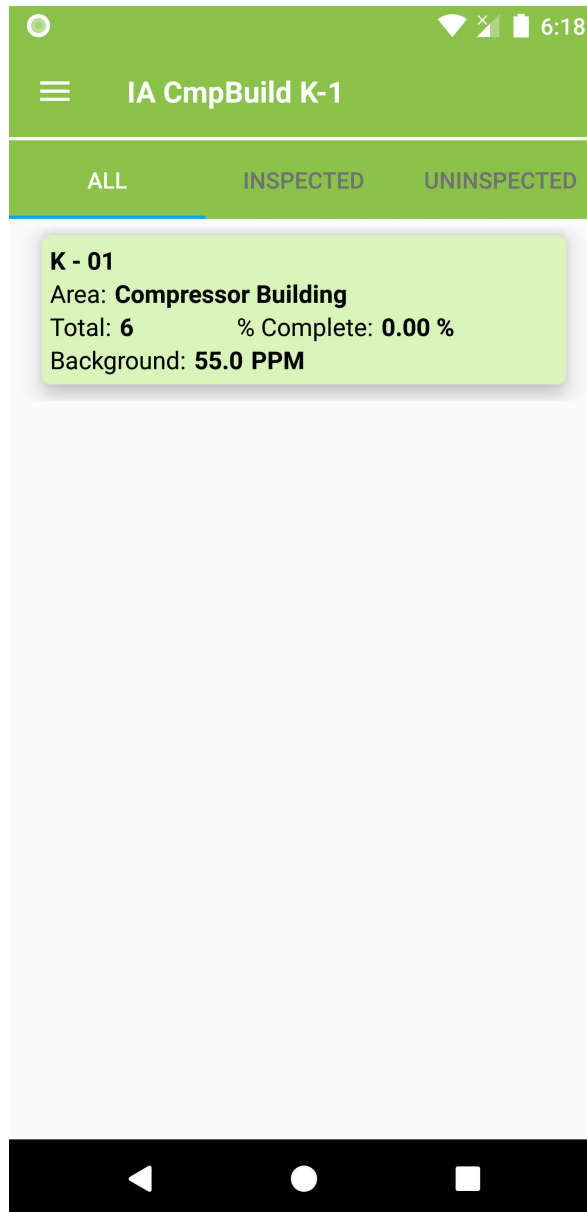 6:18
IA CmpBuild K-1
ALL INSPECTED UNINSPECTED
K - 01
Area: Compressor Building
Total: 6 % Complete: 0.00 %
Background: 55.0 PPM